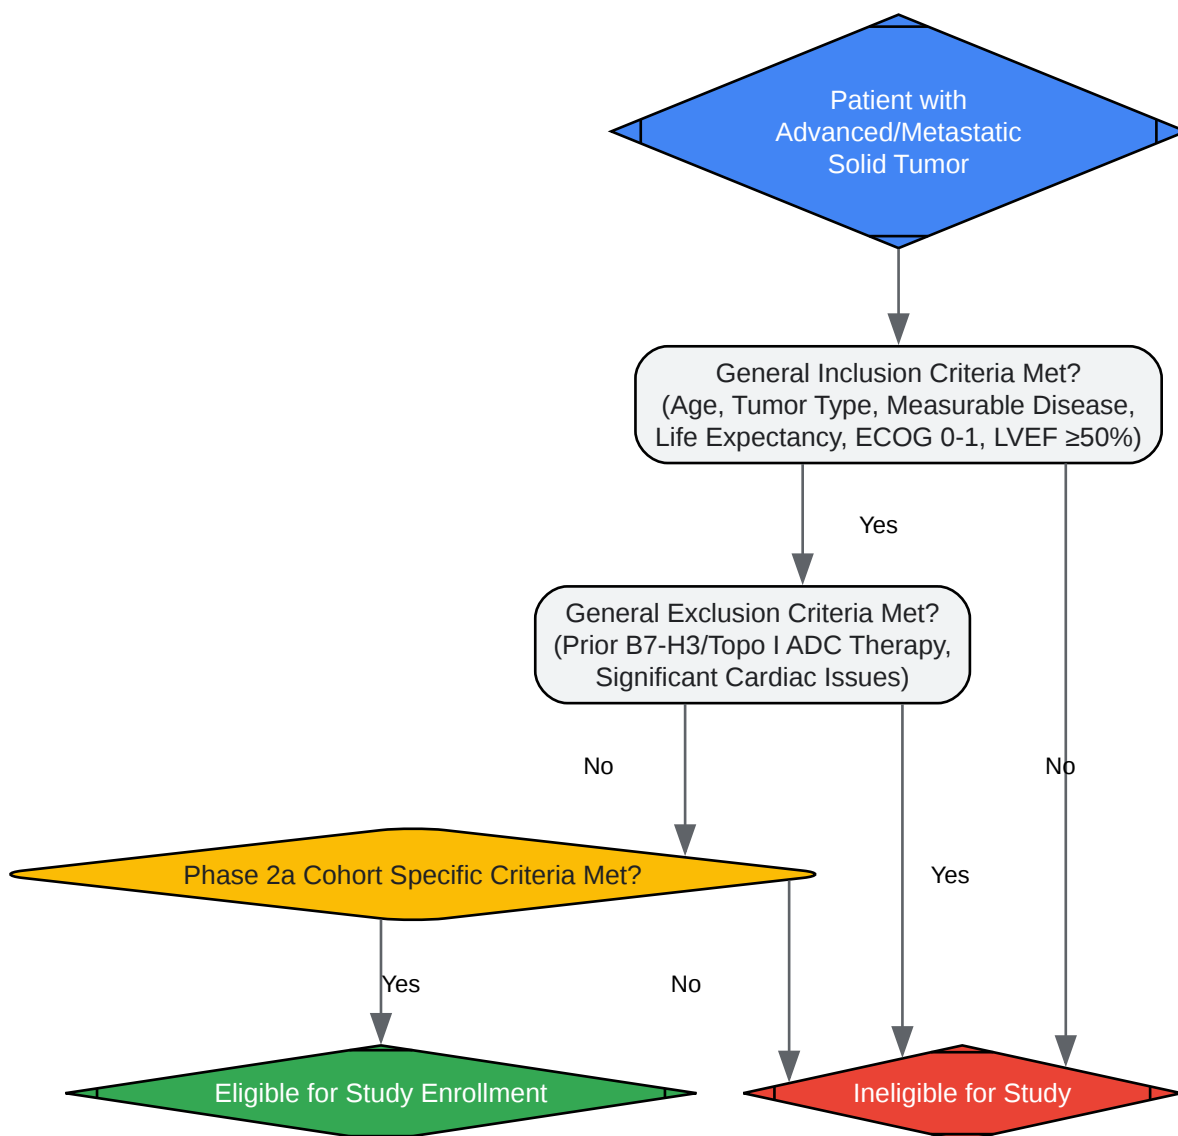 Patient with
Advanced/Metastatic
Solid Tumor
General Inclusion Criteria Met?
(Age, Tumor Type, Measurable Disease,
Life Expectancy, ECOG 0-1, LVEF ≥50%)
Yes
General Exclusion Criteria Met?
(Prior B7-H3/Topo I ADC Therapy,
Significant Cardiac Issues)
No
No
Phase 2a Cohort Specific Criteria Met?
Yes
Yes
No
Eligible for Study Enrollment
Ineligible for Study